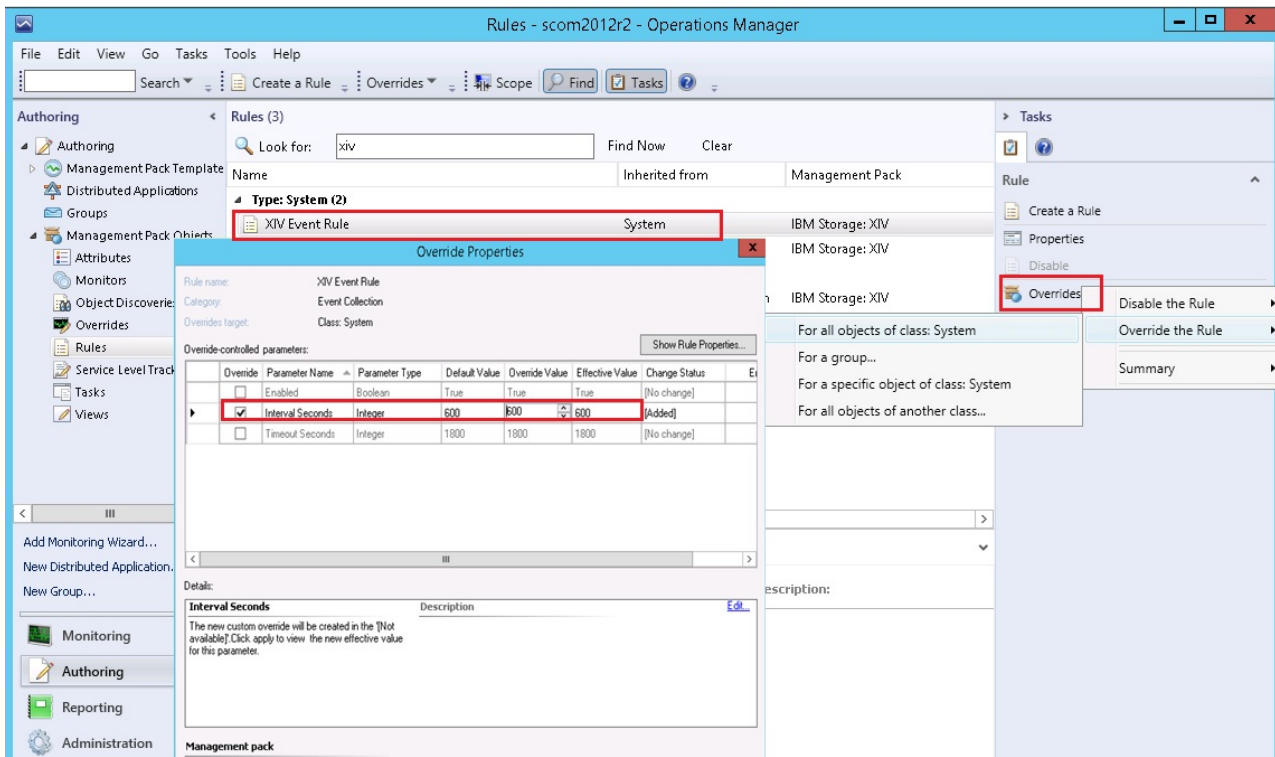 Rules - scom2012r2 - Operations Manager
File Edit View Go Tasks Tools Help
Search Create a Rule Overrides Scope Find Tasks
Authoring
Authoring
Management Pack Template
Distributed Applications
Groups
Management Pack Objects
Attributes
Monitors
Object Discoverie
Overrides
Rules
Service Level Track
Tasks
Views
Add Monitoring Wizard...
New Distributed Application.
New Group...
Monitoring
Authoring
Reporting
Administration
Rules (3)
Look for: xiv Find Now Clear
Name Inherited from Management Pack
Type: System (2)
XIV Event Rule System IBM Storage: XIV
IBM Storage: XIV
IBM Storage: XIV
escription:
Override Properties
Rule name: XIV Event Rule
Category: Event Collection
Overrides target: Class: System
Override-controlled parameters: Show Rule Properties...
Override Parameter Name Parameter Type Default Value Override Value Effective Value Change Status
Enabled Boolean True True True [No change]
Interval Seconds Integer 600 600 600 [Added]
Timeout Seconds Integer 1800 1800 1800 [No change]
Details:
Interval Seconds Description Edit...
The new custom override will be created in the '[Not
available]'.Click apply to view the new effective value
for this parameter.
Management pack
Tasks
Rule
Create a Rule
Properties
Disable
Overrides
Disable the Rule
Override the Rule
Summary
For all objects of class: System
For a group...
For a specific object of class: System
For all objects of another class...